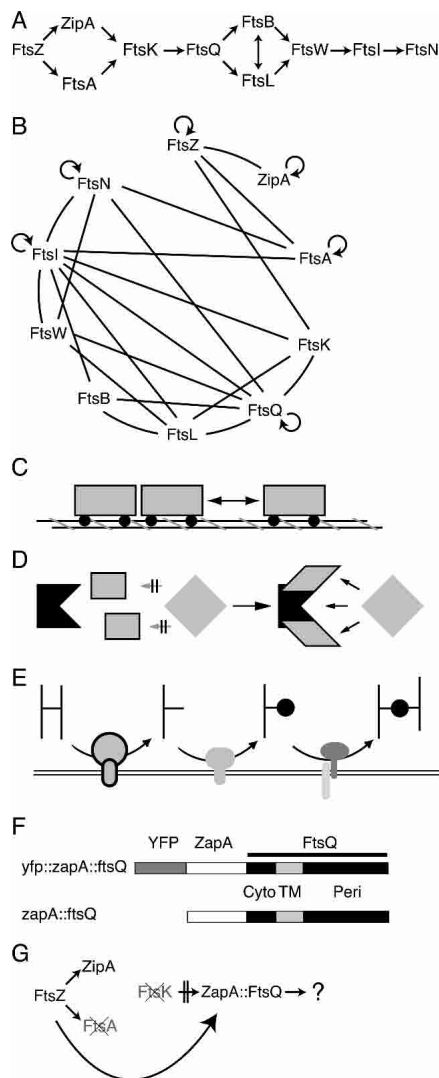 A
ZipA
FtsB
FtsZ FtsK FtsQ FtsW FtsI FtsN
FtsA
FtsL
B
FtsZ
FtsN
ZipA
FtsI
FtsA
FtsW
FtsK
FtsB
FtsQ
FtsL
C
D
E
F
YFP ZapA FtsQ
yfp::zapA::ftsQ
Cyto TM Peri
zapA::ftsQ
G
ZipA
FtsZ FtsK ZapA::FtsQ ?
FtsA